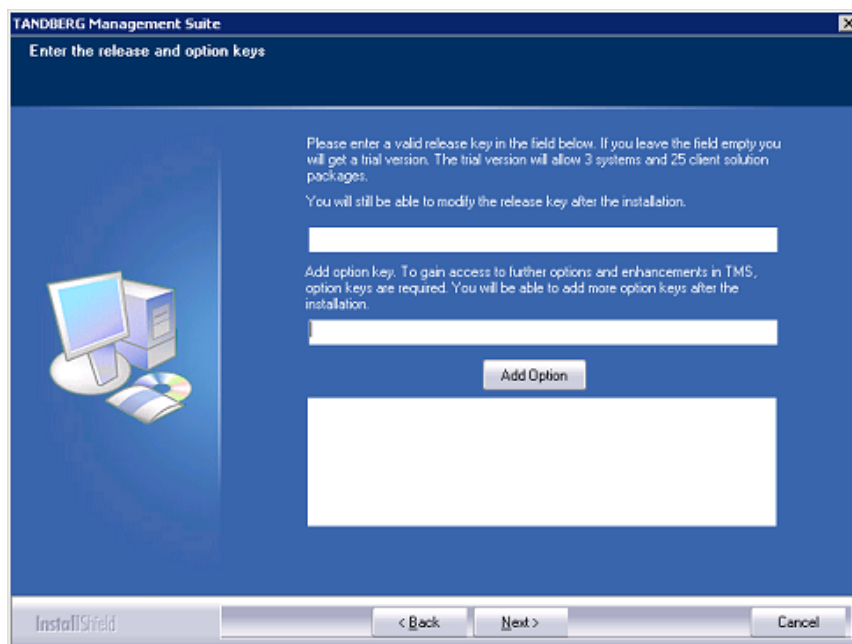 TANDBERG Management Suite
Enter the release and option keys
Please enter a valid release key in the field below. If you leave the field empty you
will get a trial version. The trial version will allow 3 systems and 25 client solution
packages.
You will still be able to modify the release key after the installation.
Add option key. To gain access to further options and enhancements in TMS,
option keys are required. You will be able to add more option keys after the
installation.
Add Option
InstallShield
< Back
Next >
Cancel